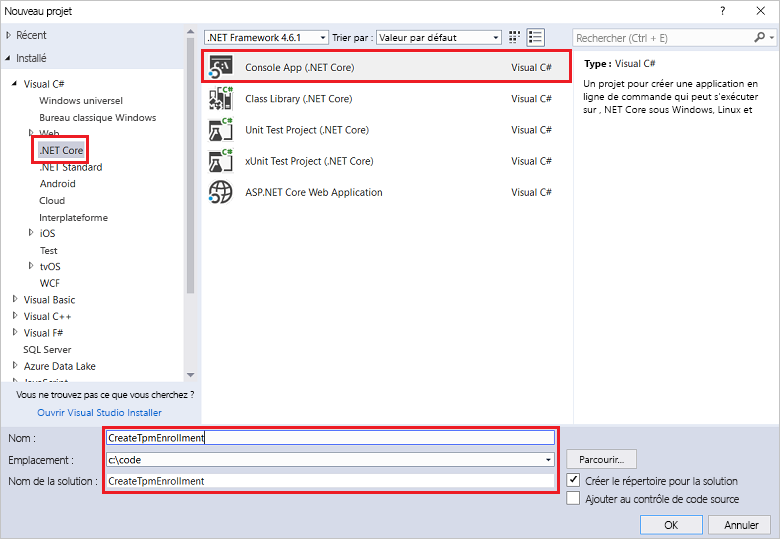 Nouveau projet
Récent
Installé
Visual C#
Windows universel
Bureau classique Windows
Web
.NET Core
.NET Standard
Android
Cloud
Interplateforme
iOS
Test
tvOS
WCF
Visual Basic
Visual C++
Visual F#
SQL Server
Azure Data Lake
JavaScript
Vous ne trouvez pas ce que vous cherchez ?
Ouvrir Visual Studio Installer
.NET Framework 4.6.1
Trier par : Valeur par défaut
Console App (.NET Core) Visual C#
Class Library (.NET Core) Visual C#
Unit Test Project (.NET Core) Visual C#
xUnit Test Project (.NET Core) Visual C#
ASP.NET Core Web Application Visual C#
Rechercher (Ctrl + E)
Type : Visual C#
Un projet pour créer une application en
ligne de commande qui peut s'exécuter
sur , NET Core sous Windows, Linux et
Nom : CreateTpmEnrollment
Emplacement : c:\code
Nom de la solution : CreateTpmEnrollment
Parcourir...
Créer le répertoire pour la solution
Ajouter au contrôle de code source
OK
Annuler